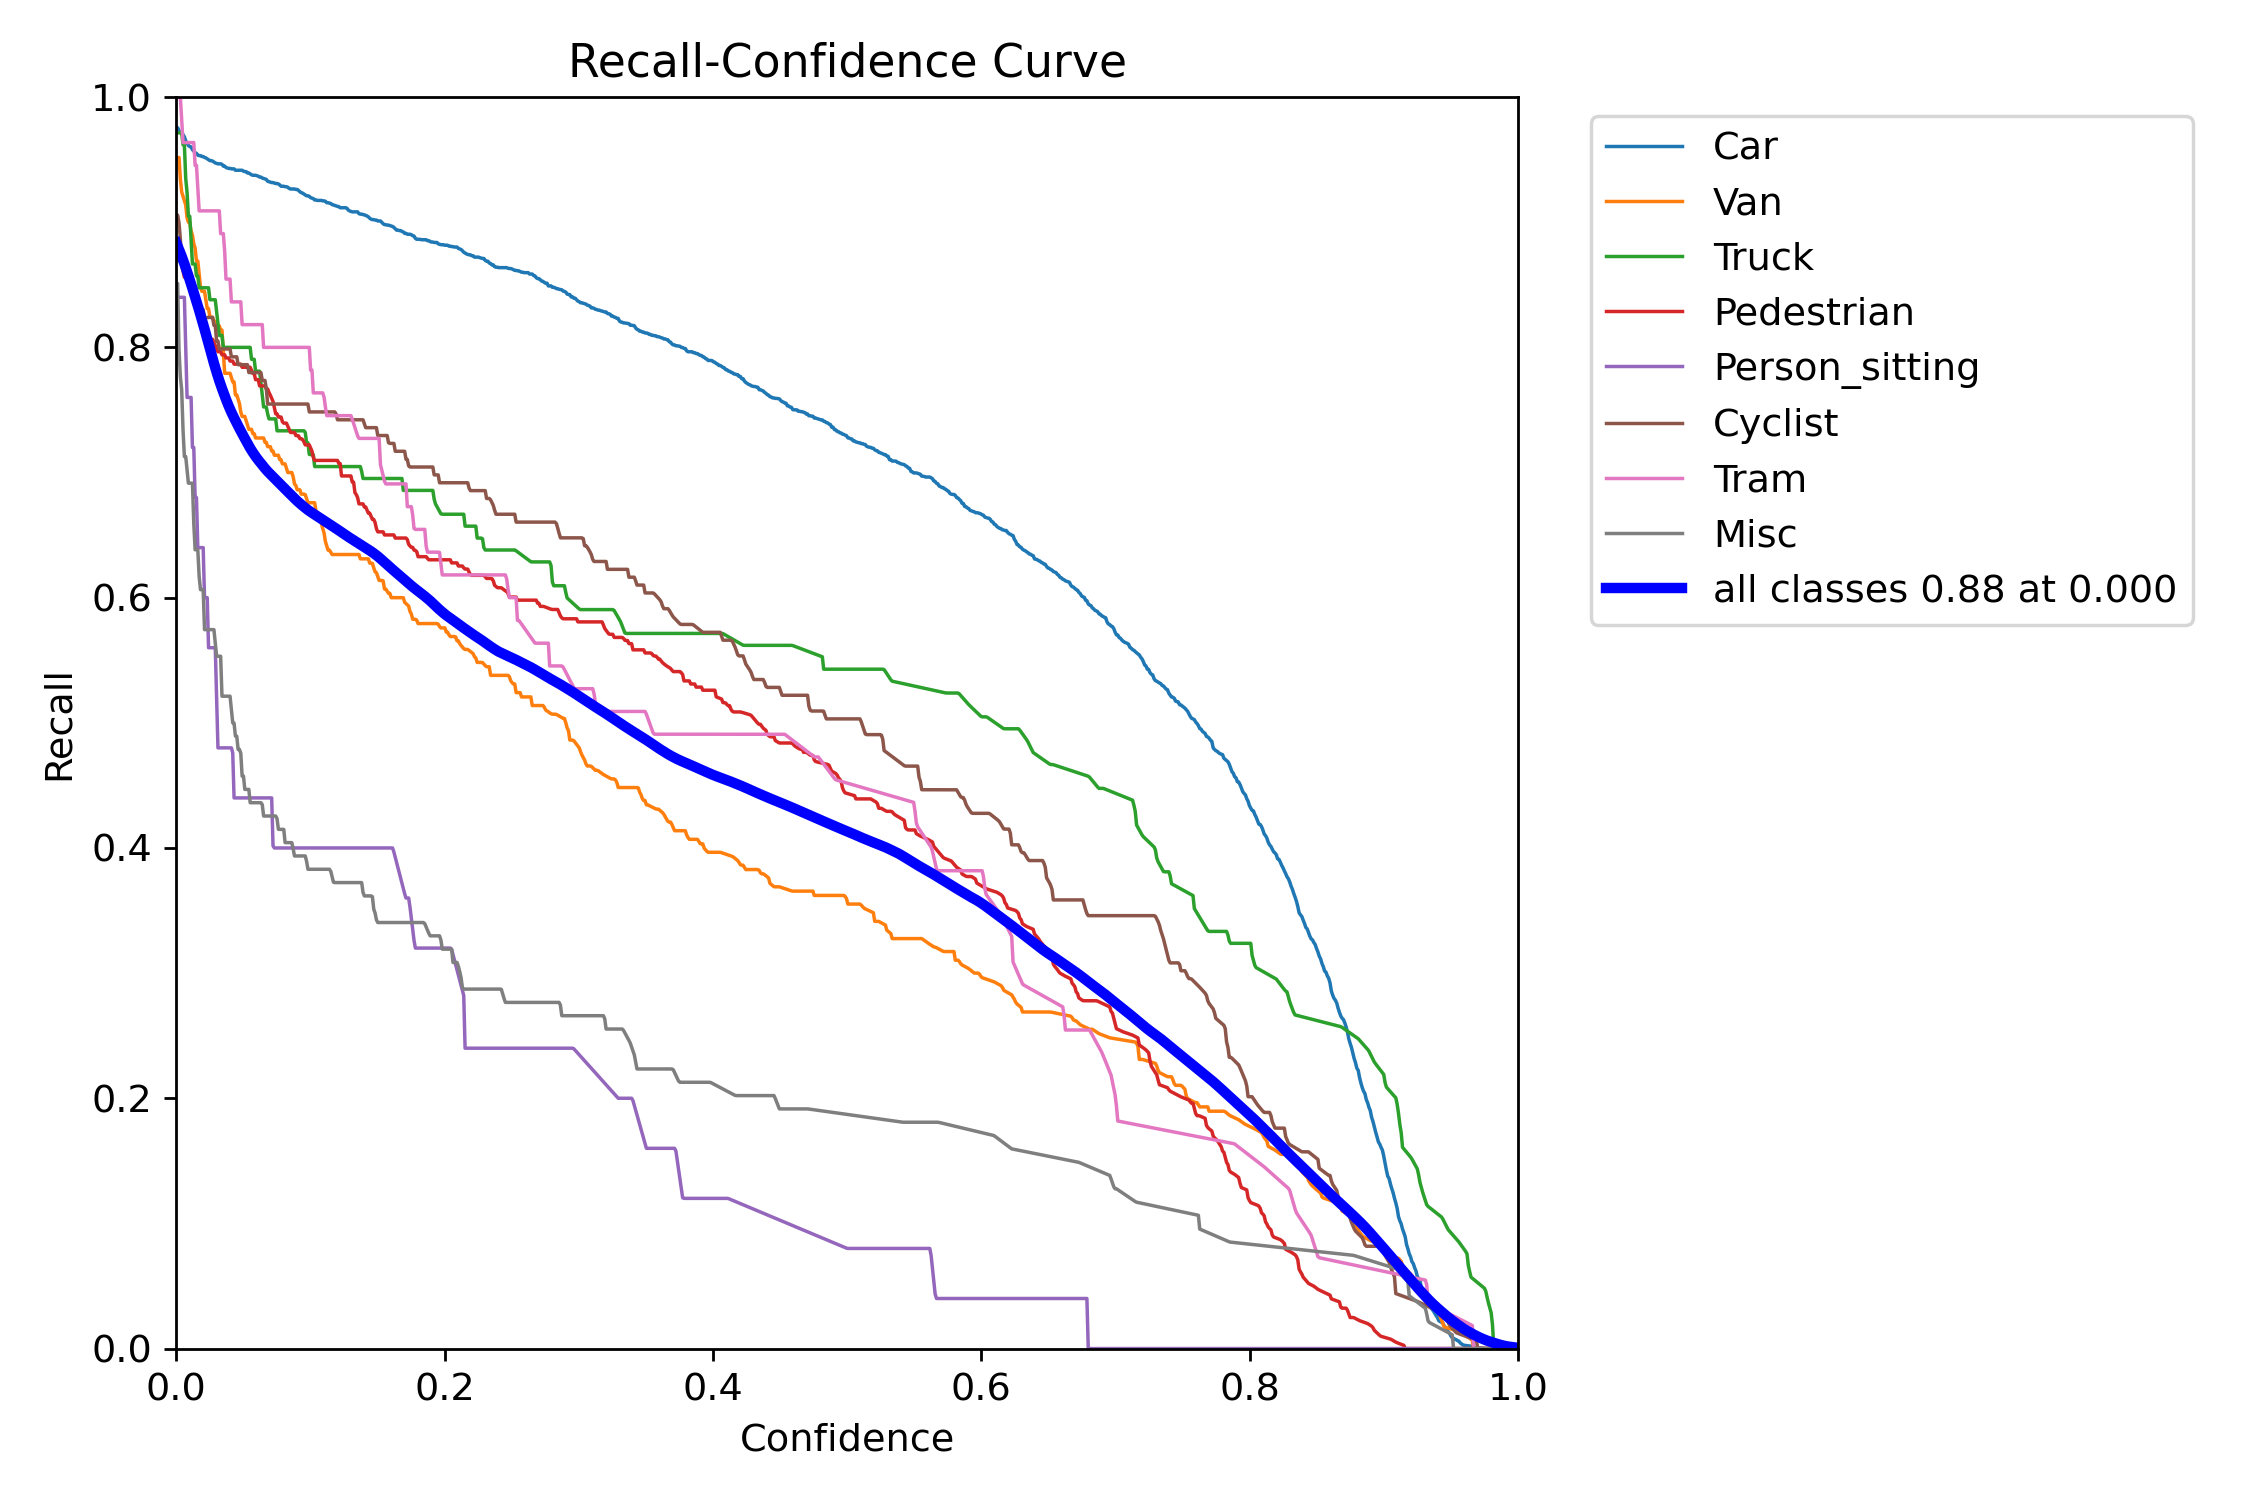 Recall-Confidence Curve
1.0
0.8
0.6
0.4
0.2
0.0
Recall
0.0 0.2 0.4 0.6 0.8 1.0
Confidence
Car
Van
Truck
Pedestrian
Person_sitting
Cyclist
Tram
Misc
all classes 0.88 at 0.000